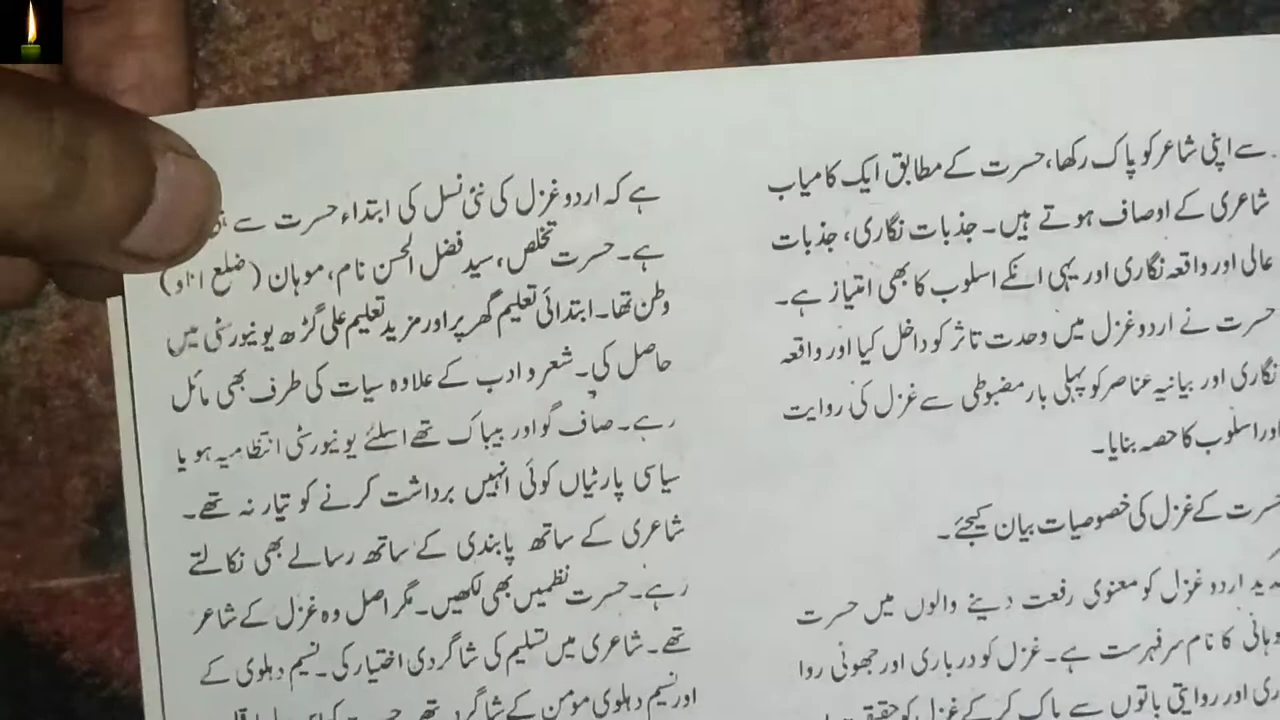 سے اپنی شاعر کو پاک رکھا، حسرت کے مطابق ایک کامیاب
شاعری کے اوصاف ہوتے ہیں۔ جذبات نگاری، جذبات
عالی اور واقعہ نگاری اور یہی انکے اسلوب کا بھی امتیاز ہے۔
حسرت نے اردو غزل میں وحدت تاثر کو داخل کیا اور واقعہ
نگاری اور بیانیہ عناصر کو پہلی بار مضبوطی سے غزل کی روایت
اور اسلوب کا حصہ بنایا۔
حسرت کے غزل کی خصوصیات بیان کیجئے۔
جدید اردو غزل کو معنوی رفعت دینے والوں میں حسرت
موہانی کا نام سرفہرست ہے۔ غزل کو درباری اور جھوٹی روا
اور روایتی باتوں سے پاک کر کے غزل کو
ہے کہ اردو غزل کی نئی نسل کی ابتداء حسرت سے
ہے۔ حسرت تخلص، سید فضل الحسن نام، موہان (ضلع اناو)
وطن تھا۔ ابتدائی تعلیم گھر پر اور مزید تعلیم علی گڑھ یونیورسٹی میں
حاصل کی۔ شعر و ادب کے علاوہ سیات کی طرف بھی مائل
رہے۔ صاف گو اور بیباک تھے اسلئے یونیورسٹی انتظامیہ ہو یا
سیاسی پارٹیاں کوئی انہیں برداشت کرنے کو تیار نہ تھے۔
شاعری کے ساتھ پابندی کے ساتھ رسالے بھی نکالتے
رہے۔ حسرت نظمیں بھی لکھیں۔ مگر اصل وہ غزل کے شاعر
تھے۔ شاعری میں تسلیم کی شاگردی اختیار کی۔ نسیم دہلوی کے
اور نسیم دہلوی مومن کے شاگرد تھے